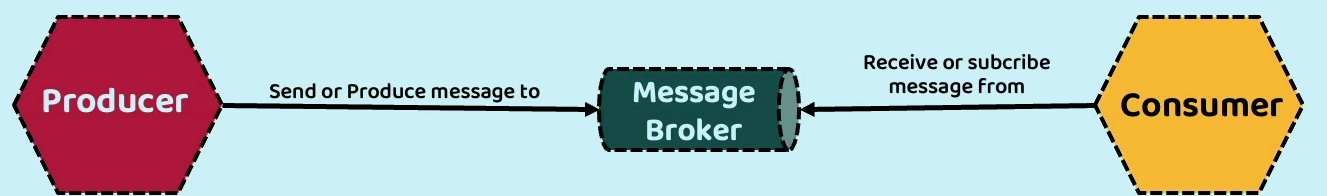 Producer
Send or Produce message to
Message
Broker
Receive or subcribe
message from
Consumer